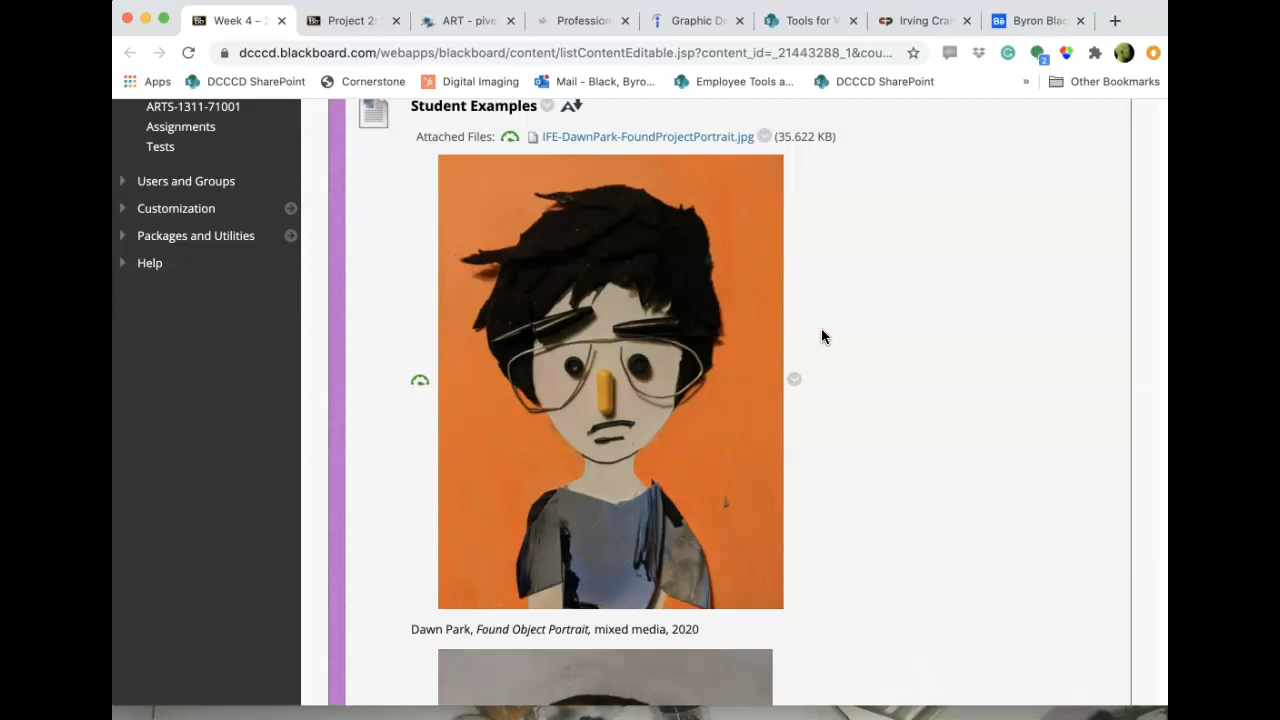 Week 4 – 2
Project 2:
ART - pive
Profession
Graphic De
Tools for V
Irving Cra
Byron Blac
dcccd.blackboard.com/webapps/blackboard/content/listContentEditable.jsp?content_id=_21443288_1&cou...
2
Apps
DCCCD SharePoint
Cornerstone
Digital Imaging
Mail - Black, Byro...
Employee Tools a...
DCCCD SharePoint
»
Other Bookmarks
ARTS-1311-71001
Assignments
Tests
Users and Groups
Customization
Packages and Utilities
Help
Student Examples
Attached Files: IFE-DawnPark-FoundProjectPortrait.jpg (35.622 KB)
Dawn Park, Found Object Portrait, mixed media, 2020